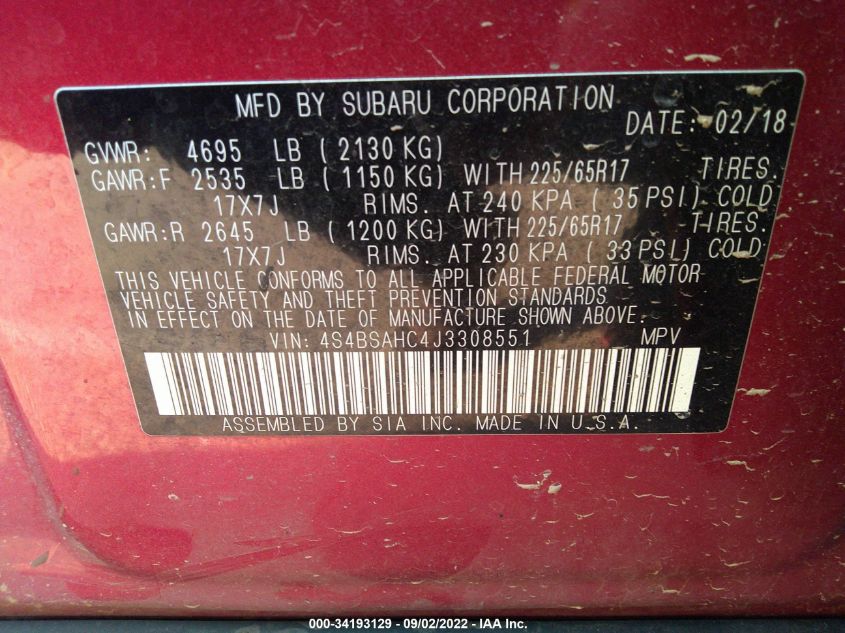 MFD BY SUBARU CORPORATION
DATE: 02/18
GVWR: 4695 LB ( 2130 KG)
GAWR:F 2535 LB ( 1150 KG) WITH 225/65R17 TIRES.
17X7J RIMS. AT 240 KPA ( 35 PSI) COLD
GAWR:R 2645 LB ( 1200 KG) WITH 225/65R17 TIRES.
17X7J RIMS. AT 230 KPA ( 33 PSI) COLD
THIS VEHICLE CONFORMS TO ALL APPLICABLE FEDERAL MOTOR
VEHICLE SAFETY AND THEFT PREVENTION STANDARDS
IN EFFECT ON THE DATE OF MANUFACTURE SHOWN ABOVE.
VIN: 4S4BSAHC4J3308551 MPV
ASSEMBLED BY SIA INC. MADE IN U.S.A.
000-34193129 - 09/02/2022 - IAA Inc.